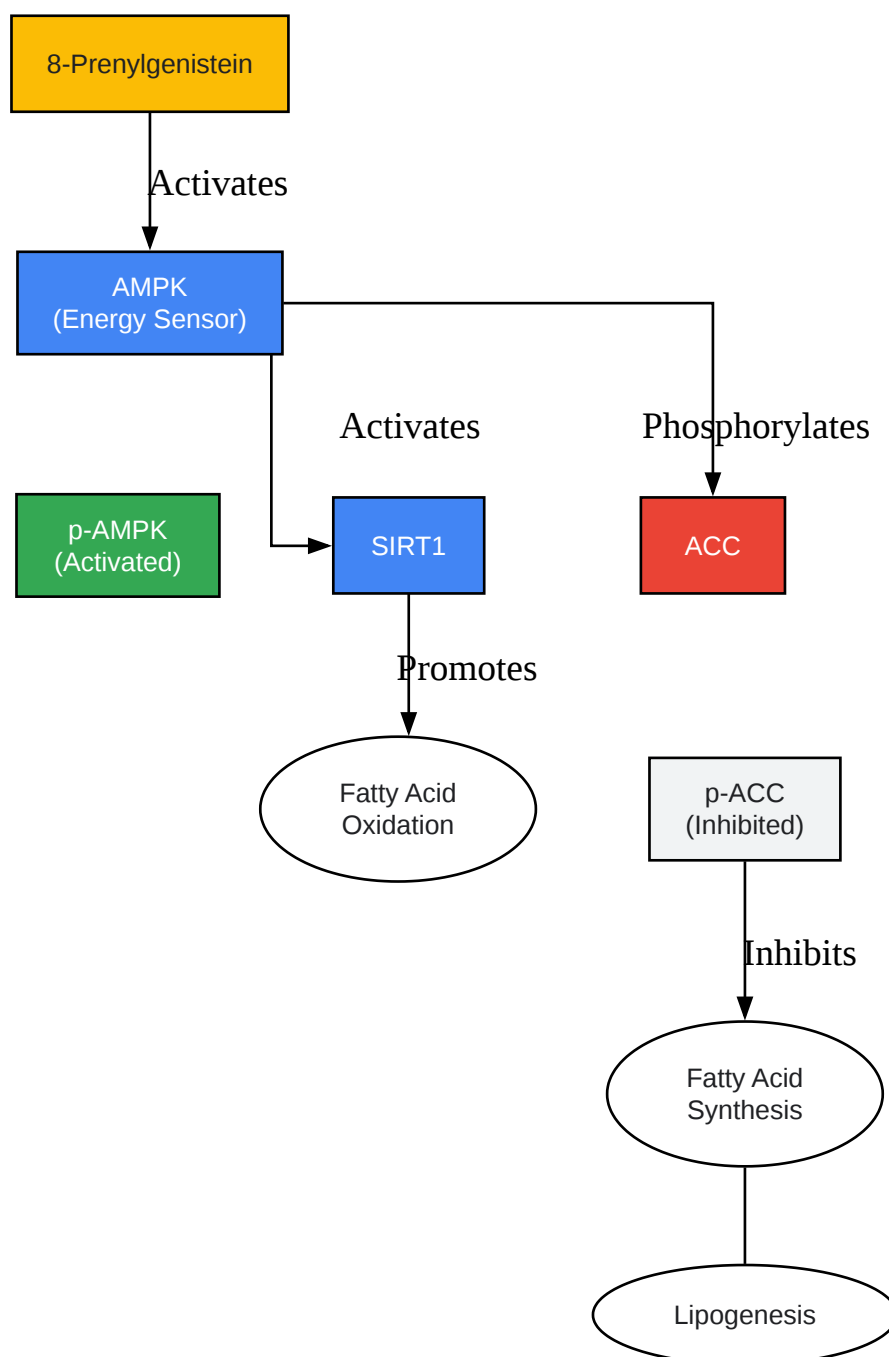 8-Prenylgenistein
Activates
AMPK
(Energy Sensor)
Activates
Phosphorylates
p-AMPK
(Activated)
SIRT1
ACC
Promotes
Fatty Acid
Oxidation
p-ACC
(Inhibited)
Inhibits
Fatty Acid
Synthesis
Lipogenesis